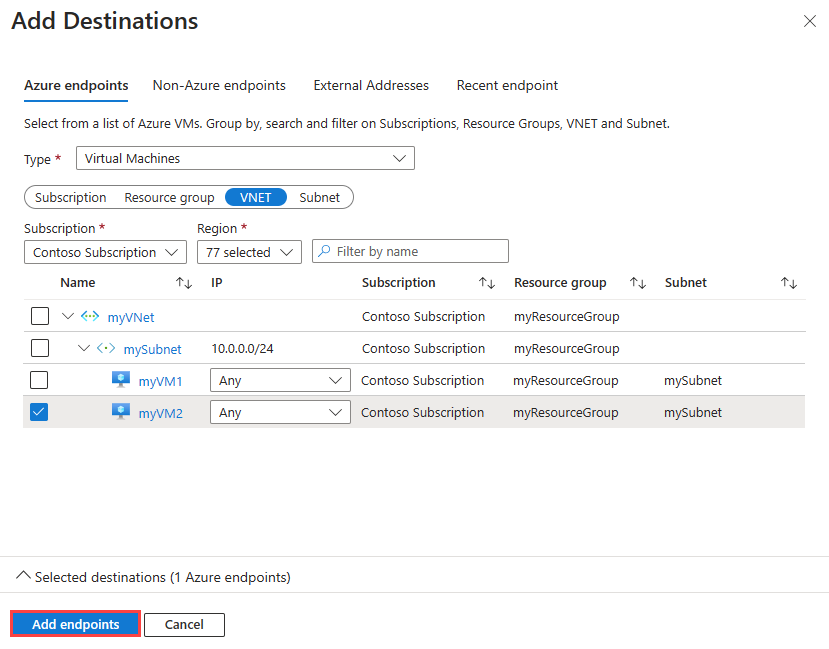 Add Destinations
Azure endpoints Non-Azure endpoints External Addresses Recent endpoint
Select from a list of Azure VMs. Group by, search and filter on Subscriptions, Resource Groups, VNET and Subnet.
Type * Virtual Machines
Subscription Resource group VNET Subnet
Subscription * Region *
Contoso Subscription 77 selected Filter by name
Name IP Subscription Resource group Subnet
myVNet Contoso Subscription myResourceGroup
mySubnet 10.0.0.0/24 Contoso Subscription myResourceGroup
myVM1 Any Contoso Subscription myResourceGroup mySubnet
myVM2 Any Contoso Subscription myResourceGroup mySubnet
Selected destinations (1 Azure endpoints)
Add endpoints Cancel